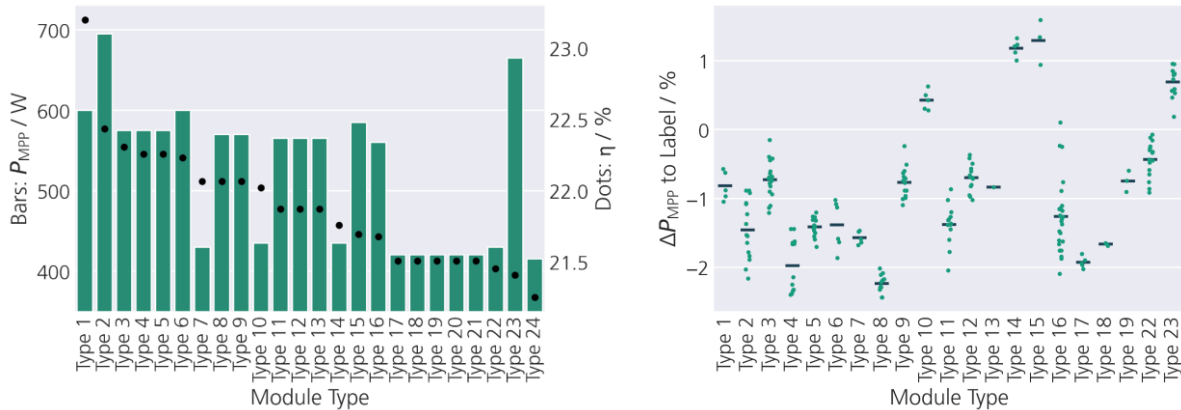 700
600
500
400
Bars: P_MPP / W
23.0
22.5
22.0
21.5
Dots: η / %
Type 1
Type 2
Type 3
Type 4
Type 5
Type 6
Type 7
Type 8
Type 9
Type 10
Type 11
Type 12
Type 13
Type 14
Type 15
Type 16
Type 17
Type 18
Type 19
Type 20
Type 21
Type 22
Type 23
Type 24
Module Type
1
0
−1
−2
ΔP_MPP to Label / %
Type 1
Type 2
Type 3
Type 4
Type 5
Type 6
Type 7
Type 8
Type 9
Type 10
Type 11
Type 12
Type 13
Type 14
Type 15
Type 16
Type 17
Type 18
Type 19
Type 22
Type 23
Module Type